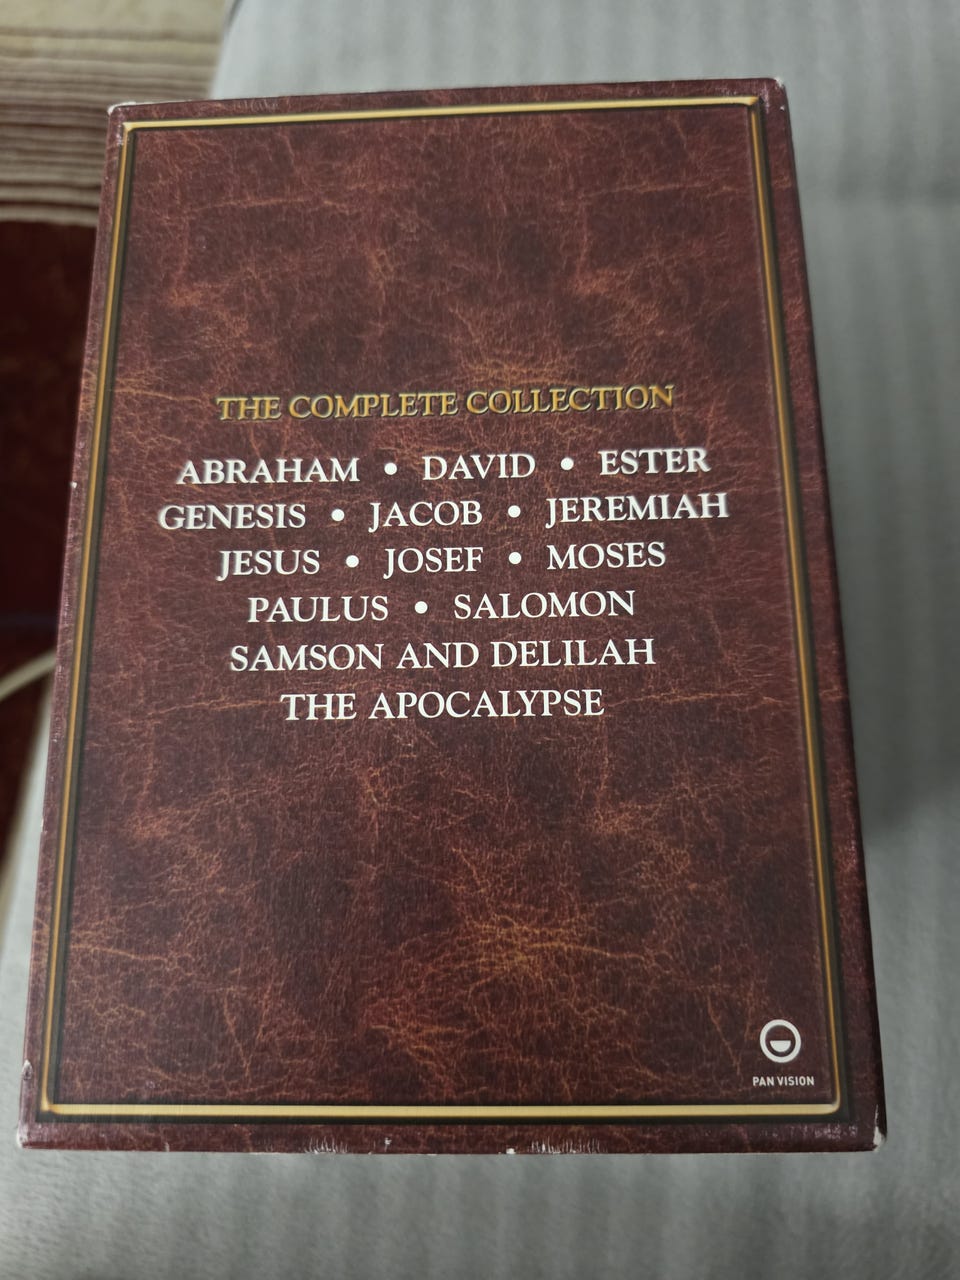 THE COMPLETE COLLECTION
ABRAHAM • DAVID • ESTER
GENESIS • JACOB • JEREMIAH
JESUS • JOSEF • MOSES
PAULUS • SALOMON
SAMSON AND DELILAH
THE APOCALYPSE
PAN VISION